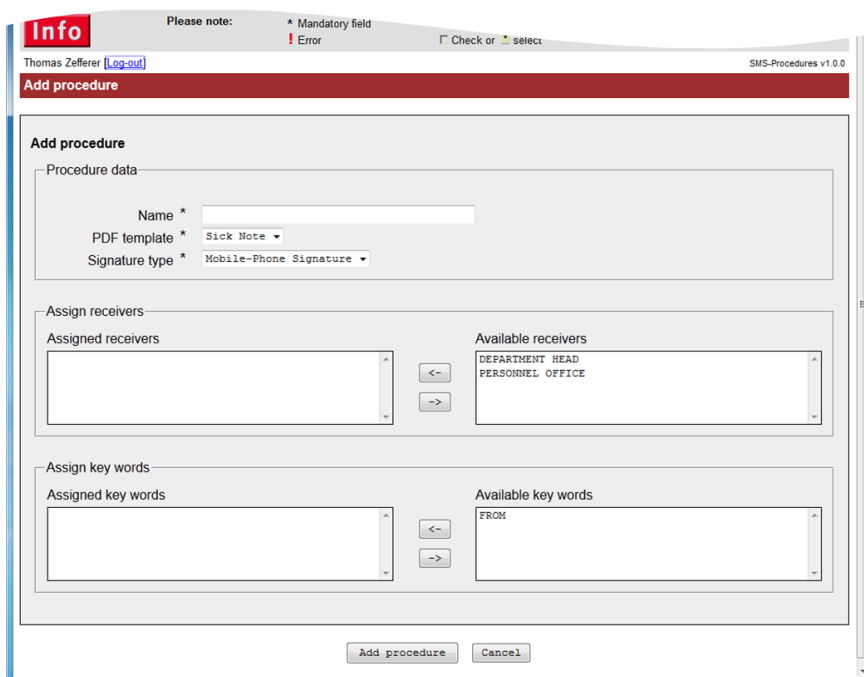 Info
Please note:
* Mandatory field
! Error
Check or select
Thomas Zefferer [Log-out]
SMS-Procedures v1.0.0
Add procedure
Add procedure
Procedure data
Name *
PDF template * Sick Note
Signature type * Mobile-Phone Signature
Assign receivers
Assigned receivers
Available receivers
DEPARTMENT HEAD
PERSONNEL OFFICE
<-
->
Assign key words
Assigned key words
Available key words
FROM
<-
->
Add procedure
Cancel